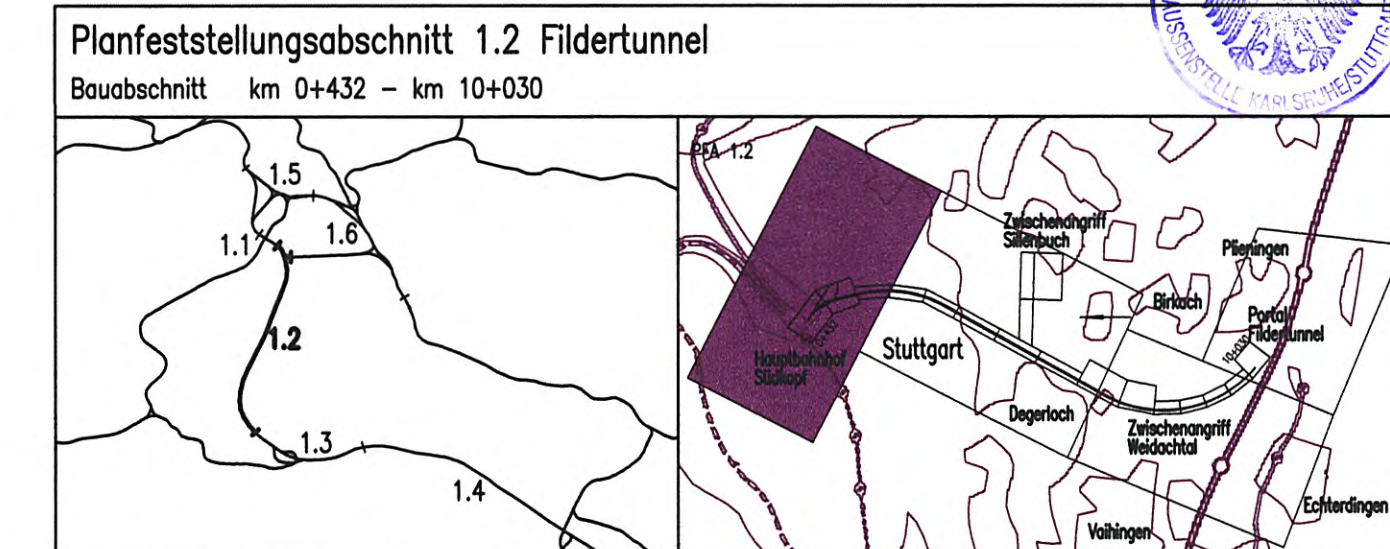 Planfeststellungsabschnitt 1.2 Fildertunnel
Bauabschnitt km 0+432 – km 10+030
AUSSENSTELLE KARLSRUHE/STUTTGART
1.5
1.1
1.6
1.2
1.3
1.4
PFA 1.2
Zwischenangriff
Sillenbuch
Plieningen
Birkach
Portal
Fildertunnel
10+030
0+432
Hauptbahnhof
Südkopf
Stuttgart
Degerloch
Zwischenangriff
Weidachtal
Echterdingen
Vaihingen